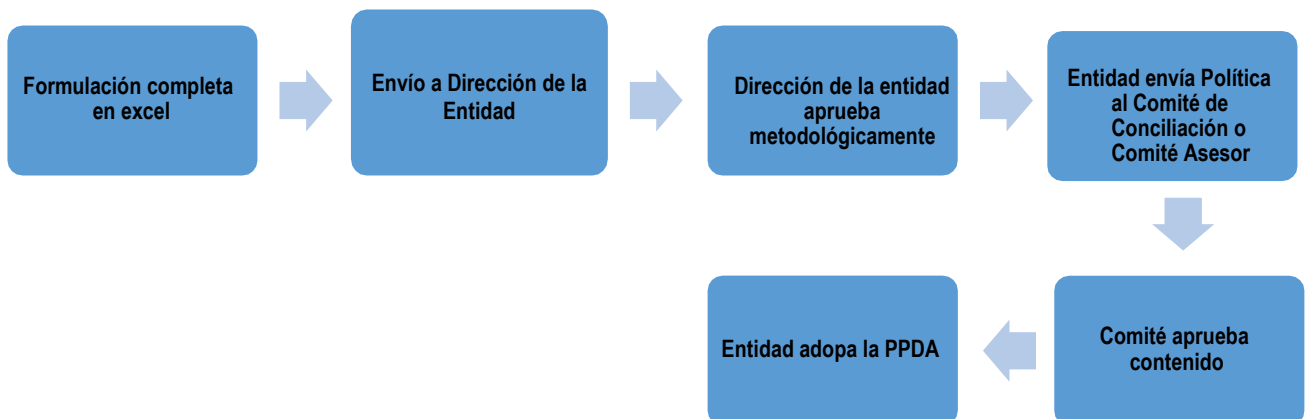 Formulación completa
en excel
Envío a Dirección de la
Entidad
Dirección de la entidad
aprueba
metodológicamente
Entidad envía Política
al Comité de
Conciliación o
Comité Asesor
Comité aprueba
contenido
Entidad adopa la PPDA